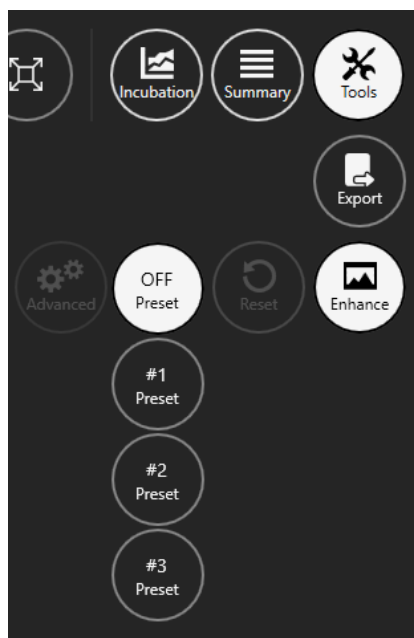 Incubation
Summary
Tools
Export
Advanced
OFF
Preset
Reset
Enhance
#1
Preset
#2
Preset
#3
Preset